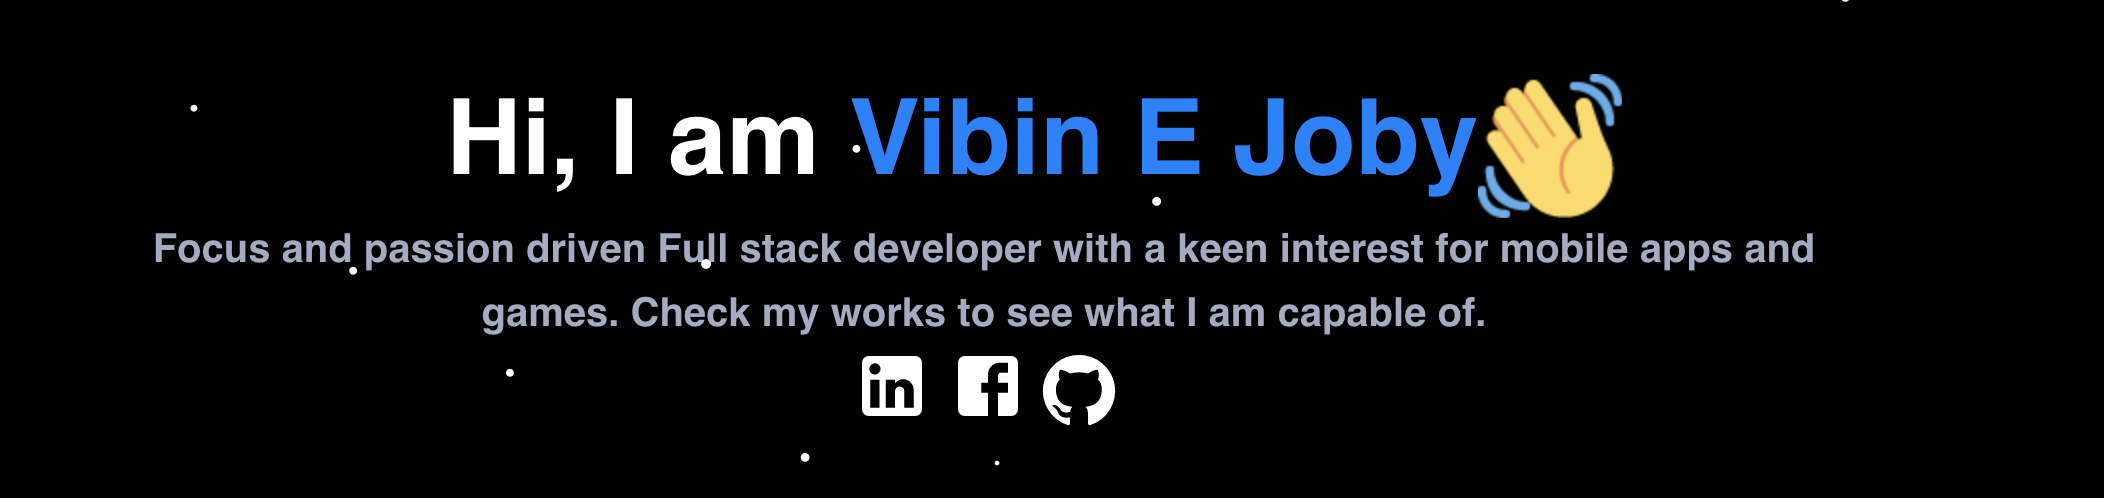 Hi, I am Vibin E Joby👋
Focus and passion driven Full stack developer with a keen interest for mobile apps and
games. Check my works to see what I am capable of.